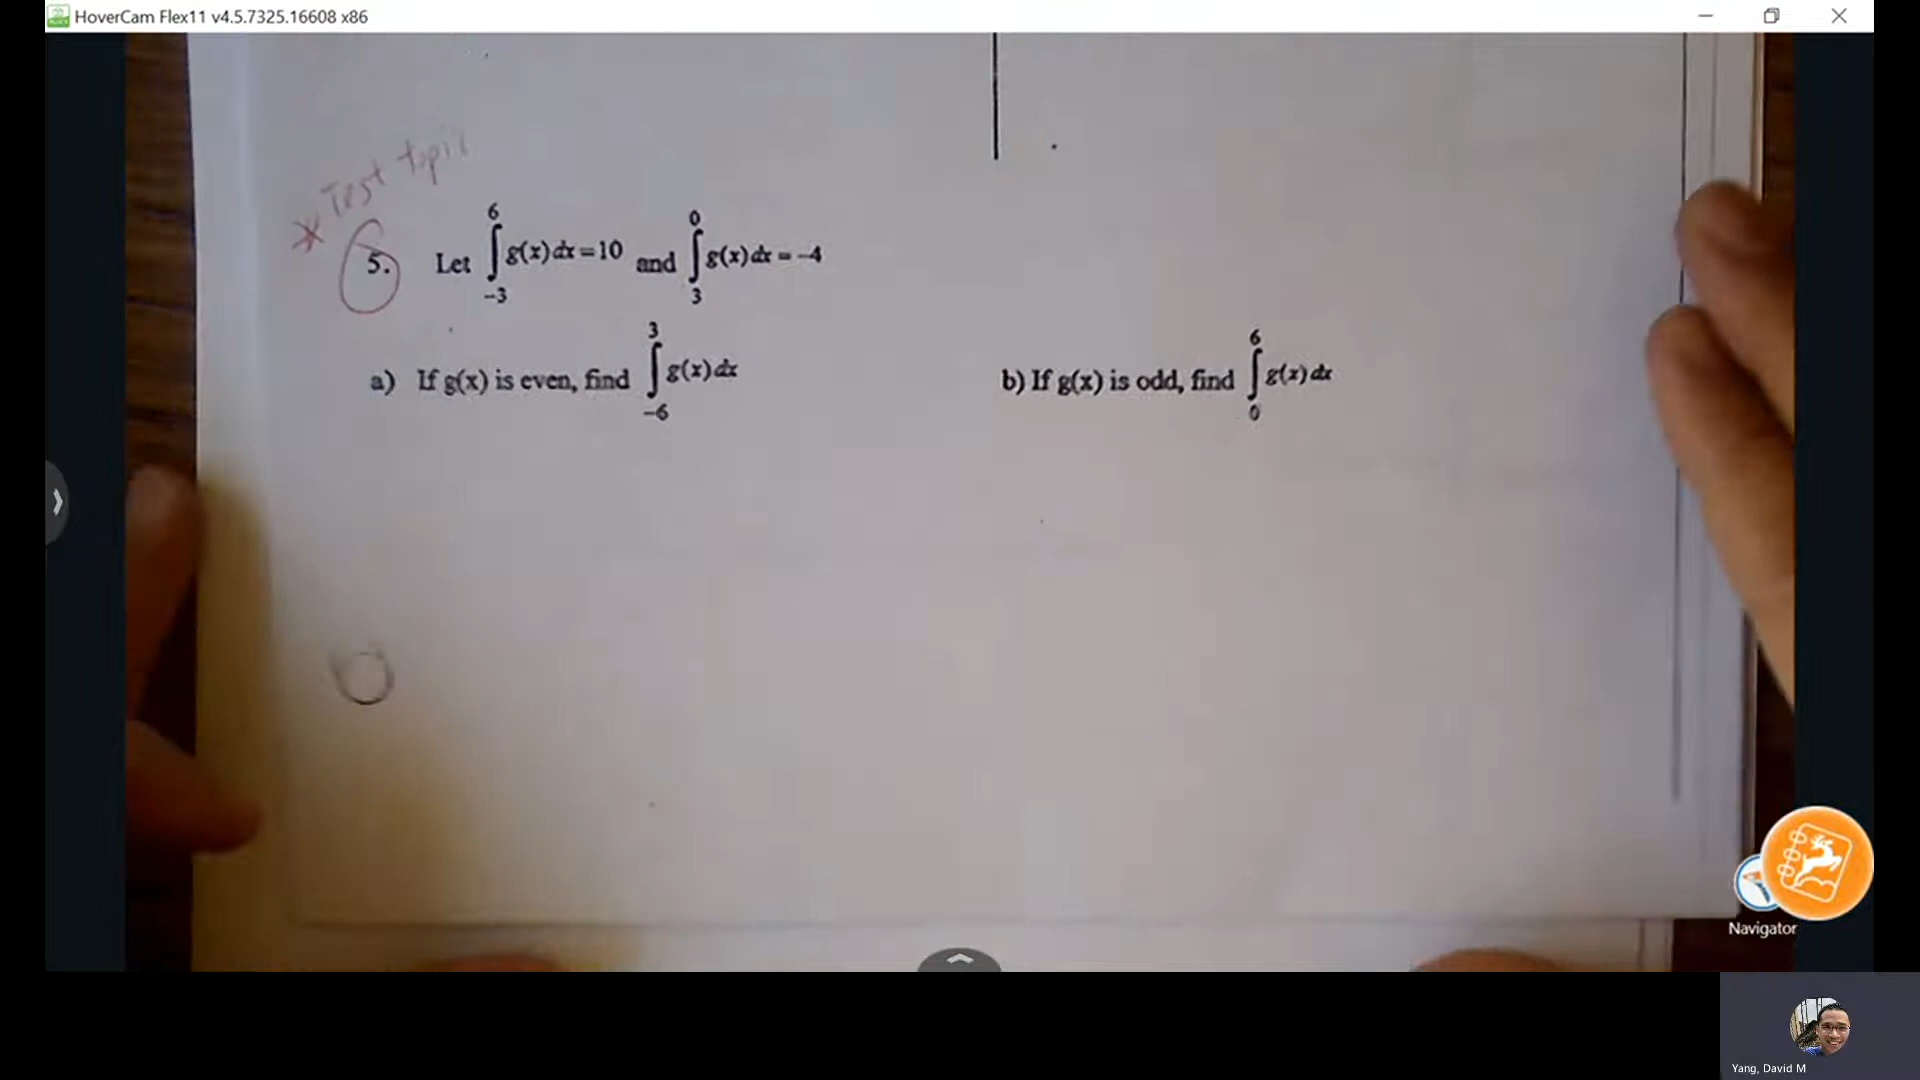 HoverCam Flex11 v4.5.7325.16608 x86
* Test topic
5. Let ∫_{-3}^{6} g(x) dx = 10 and ∫_{3}^{0} g(x) dx = -4
a) If g(x) is even, find ∫_{-6}^{3} g(x) dx
b) If g(x) is odd, find ∫_{0}^{6} g(x) dx
Navigator
Yang, David M